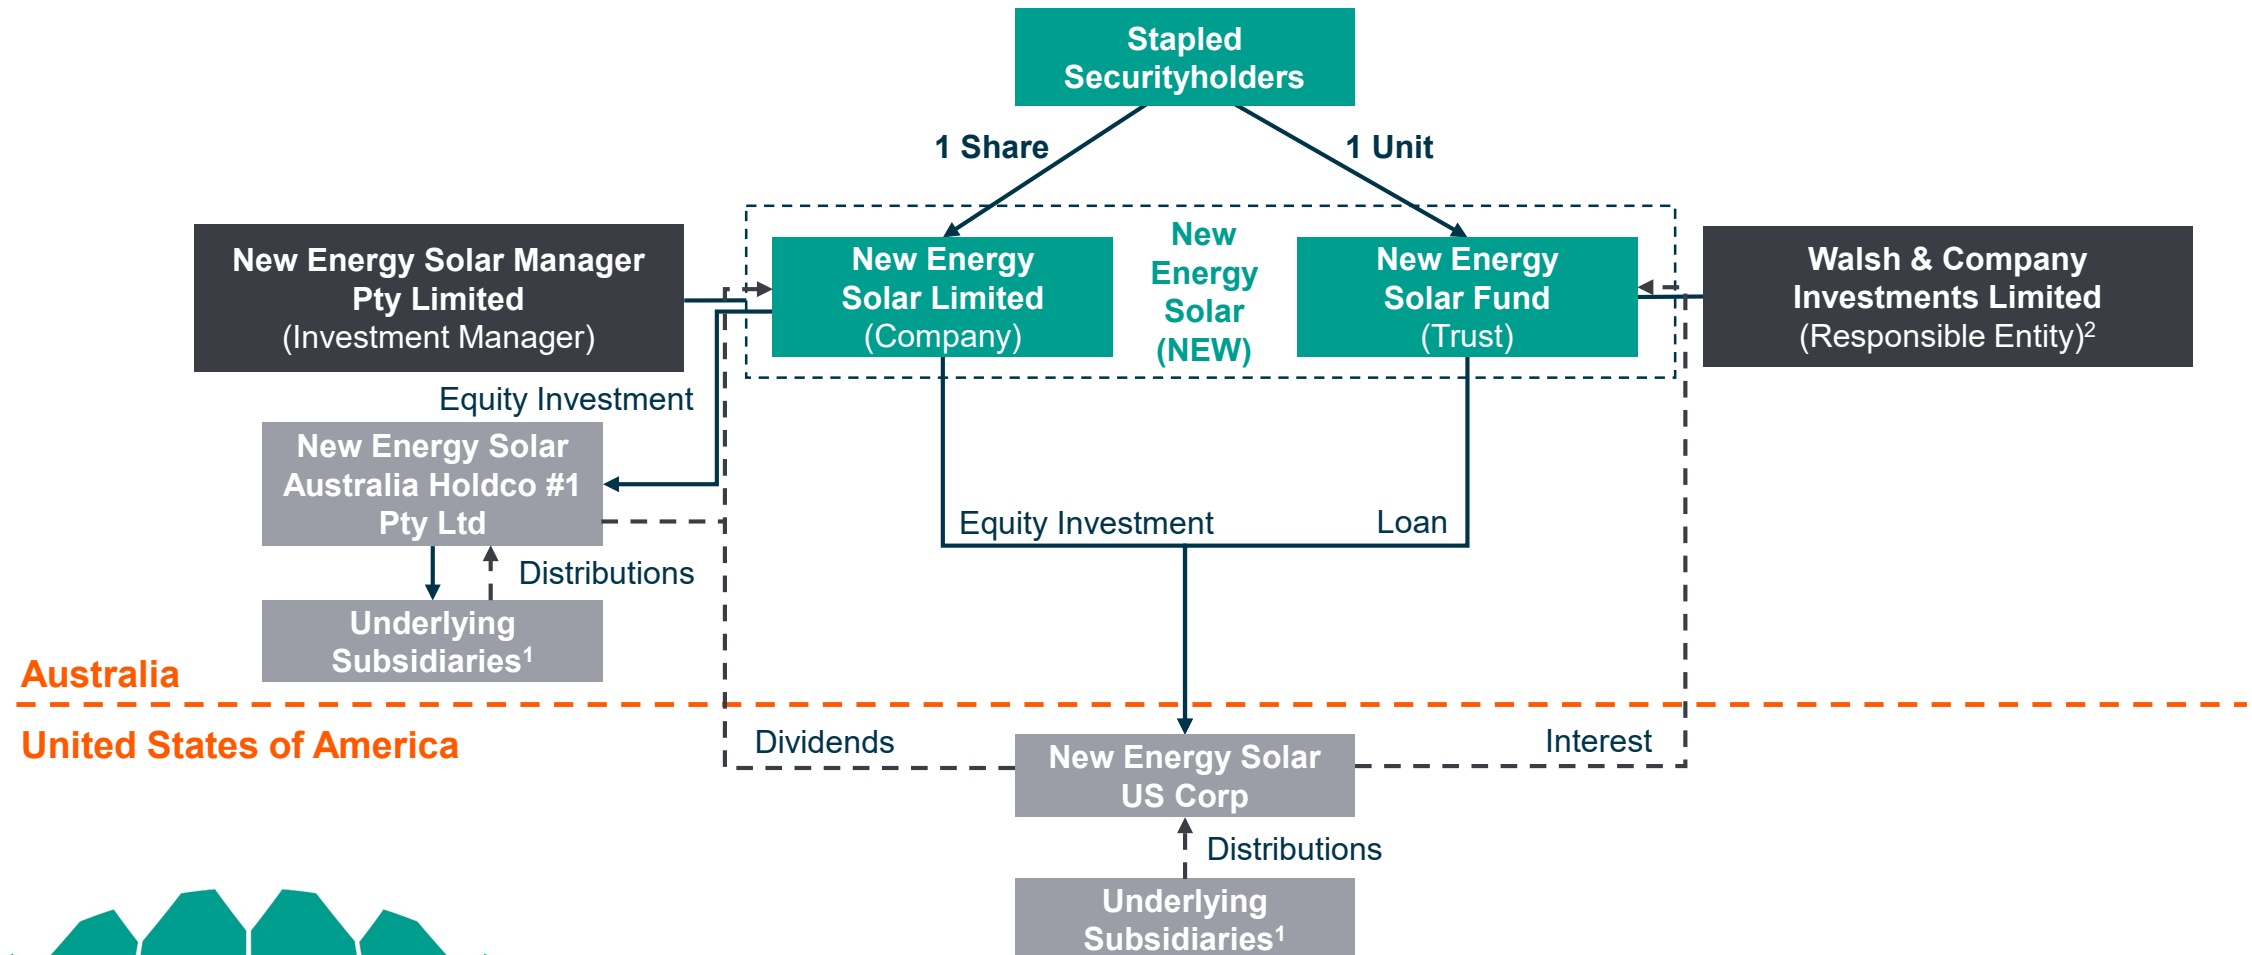 Stapled
Securityholders
1 Share
1 Unit
New Energy Solar Manager
Pty Limited
(Investment Manager)
New Energy
Solar Limited
(Company)
New
Energy
Solar
(NEW)
New Energy
Solar Fund
(Trust)
Walsh & Company
Investments Limited
(Responsible Entity)²
Equity Investment
New Energy Solar
Australia Holdco #1
Pty Ltd
Equity Investment
Loan
Distributions
Underlying
Subsidiaries¹
Australia
United States of America
Dividends
New Energy Solar
US Corp
Interest
Distributions
Underlying
Subsidiaries¹